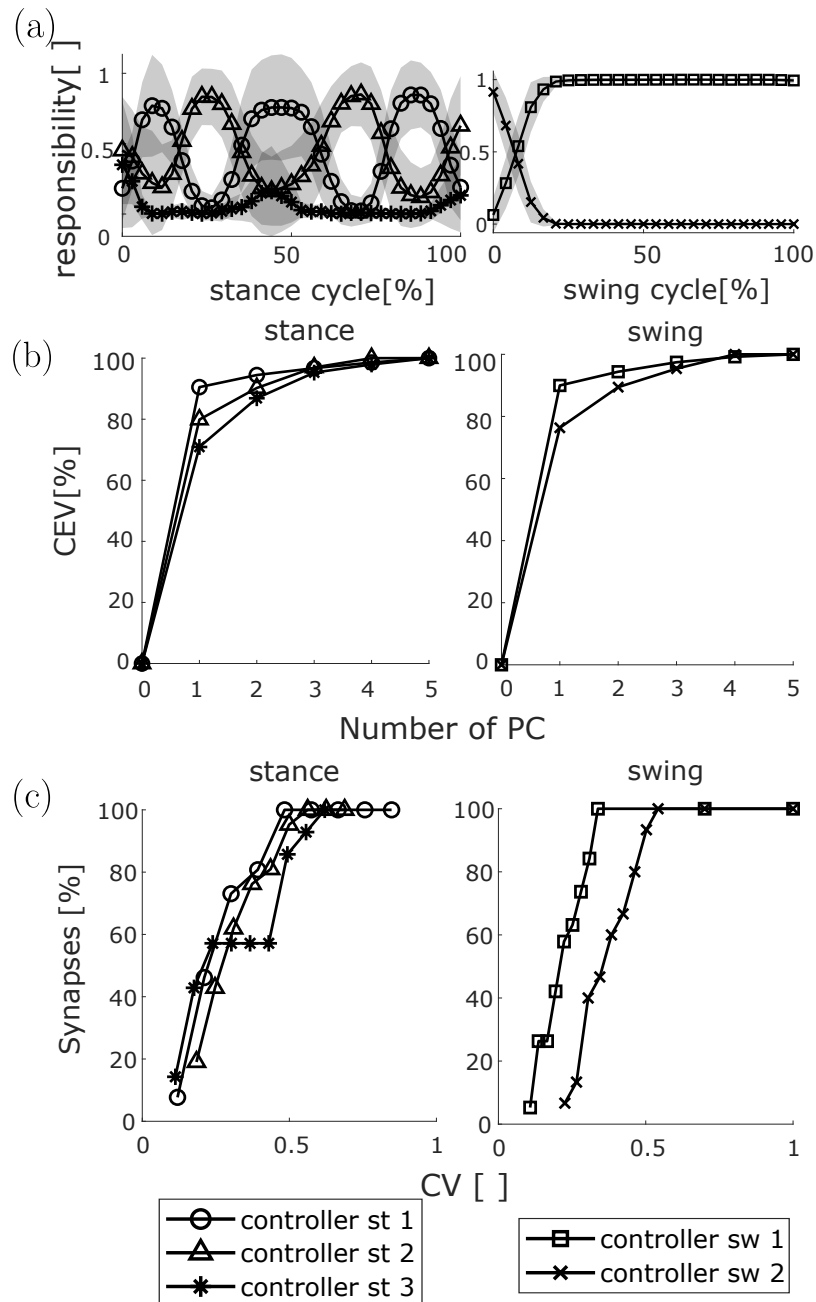 (a)
responsibility[ ]
1
0.5
0
0
50
100
stance cycle[%]
1
0.5
0
50
100
swing cycle[%]
(b)
stance
swing
CEV[%]
100
80
60
40
20
0
0 1 2 3 4 5
100
80
60
40
20
0
0 1 2 3 4 5
Number of PC
(c)
stance
swing
Synapses [%]
100
80
60
40
20
0
0 0.5 1
100
80
60
40
20
0
0 0.5 1
CV [ ]
controller st 1
controller st 2
controller st 3
controller sw 1
controller sw 2